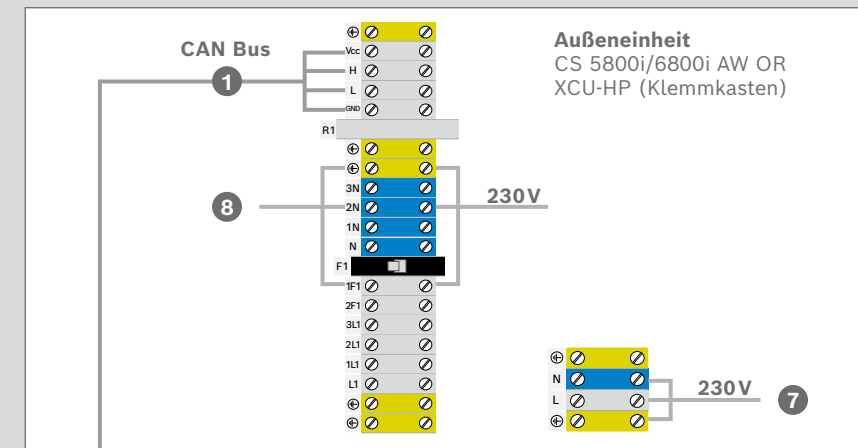 CAN Bus
1
Vcc
H
L
GND
R1
3N
8
2N
230 V
1N
N
F1
1F1
2F1
3L1
2L1
1L1
L1
Außeneinheit
CS 5800i/6800i AW OR
XCU-HP (Klemmkasten)
N
L
230 V
7